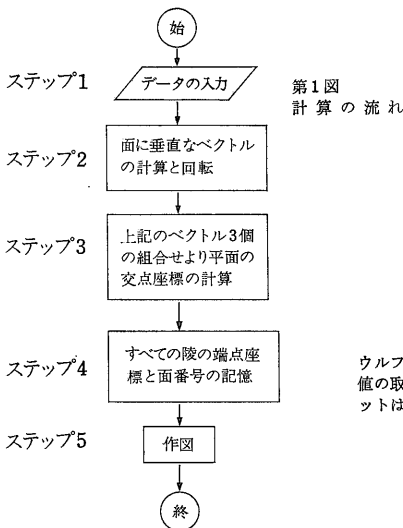 始
ステップ1
データの入力
第1図
計算の流れ
ステップ2
面に垂直なベクトル
の計算と回転
ステップ3
上記のベクトル3個
の組合せより平面の
交点座標の計算
ステップ4
すべての陵の端点座
標と面番号の記憶
ウルフ
値の取
ットは
ステップ5
作図
終